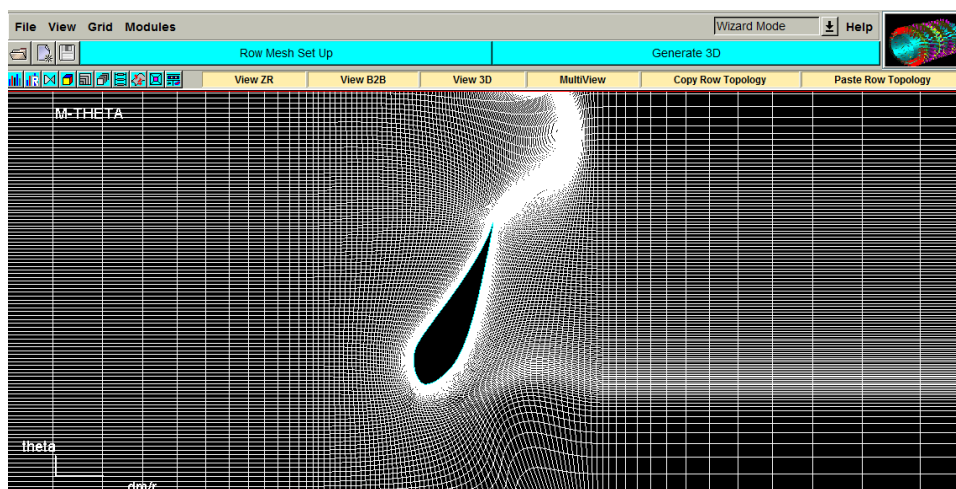 File View Grid Modules Wizard Mode Help
Row Mesh Set Up Generate 3D
View ZR View B2B View 3D MultiView Copy Row Topology Paste Row Topology
M-THETA
theta
dm/r